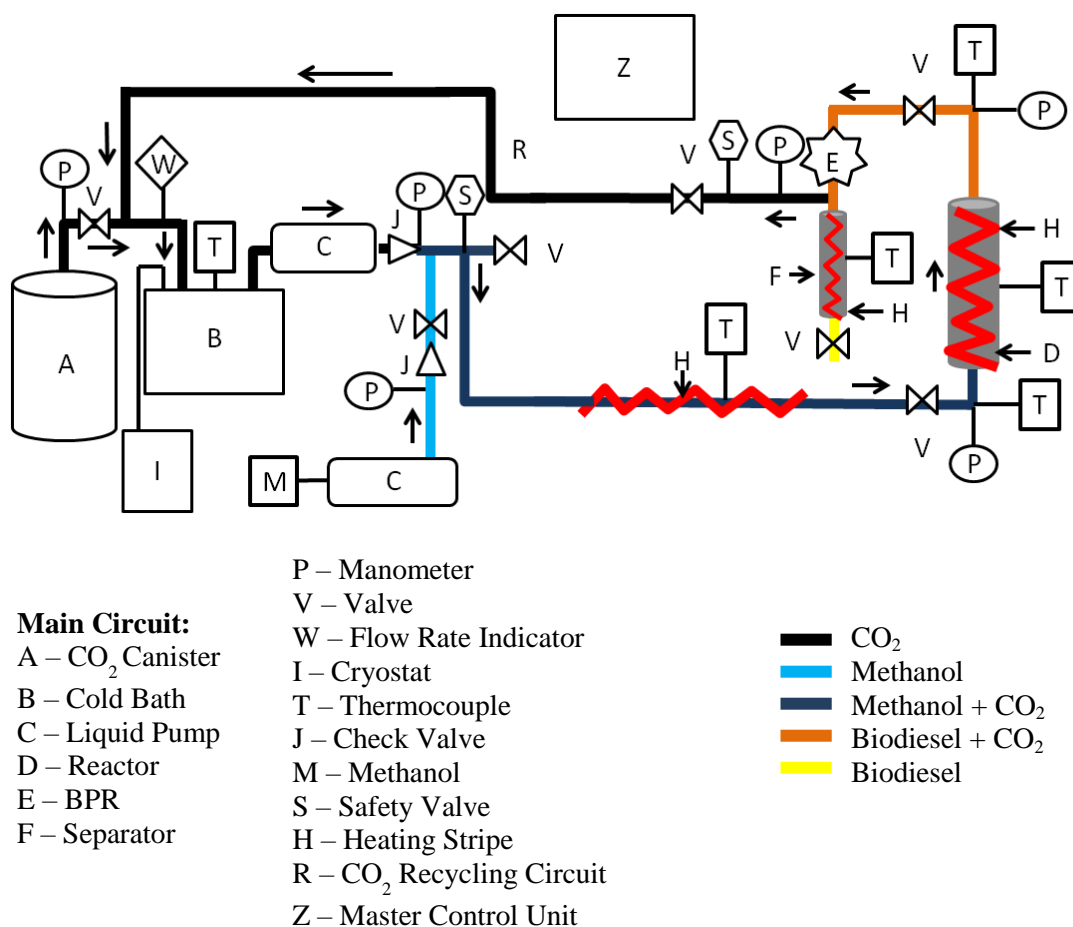 Z
T
V
P
R
V
S
P
E
P
V
W
J
P
S
T
C
V
H
T
F
T
H
T
A
B
V
V
D
J
P
H
T
T
I
V
P
M
C
P – Manometer
V – Valve
W – Flow Rate Indicator
I – Cryostat
T – Thermocouple
J – Check Valve
M – Methanol
S – Safety Valve
H – Heating Stripe
R – CO₂ Recycling Circuit
Z – Master Control Unit
Main Circuit:
A – CO₂ Canister
B – Cold Bath
C – Liquid Pump
D – Reactor
E – BPR
F – Separator
CO₂
Methanol
Methanol + CO₂
Biodiesel + CO₂
Biodiesel